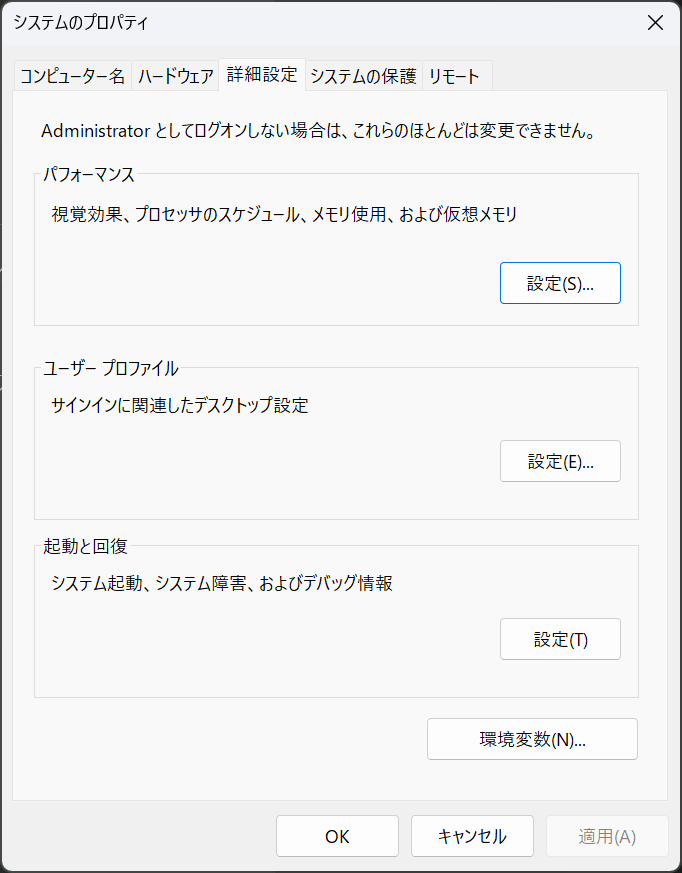 システムのプロパティ
コンピューター名 ハードウェア 詳細設定 システムの保護 リモート
Administrator としてログオンしない場合は、これらのほとんどは変更できません。
パフォーマンス
視覚効果、プロセッサのスケジュール、メモリ使用、および仮想メモリ
設定(S)...
ユーザー プロファイル
サインインに関連したデスクトップ設定
設定(E)...
起動と回復
システム起動、システム障害、およびデバッグ情報
設定(T)
環境変数(N)...
OK キャンセル 適用(A)